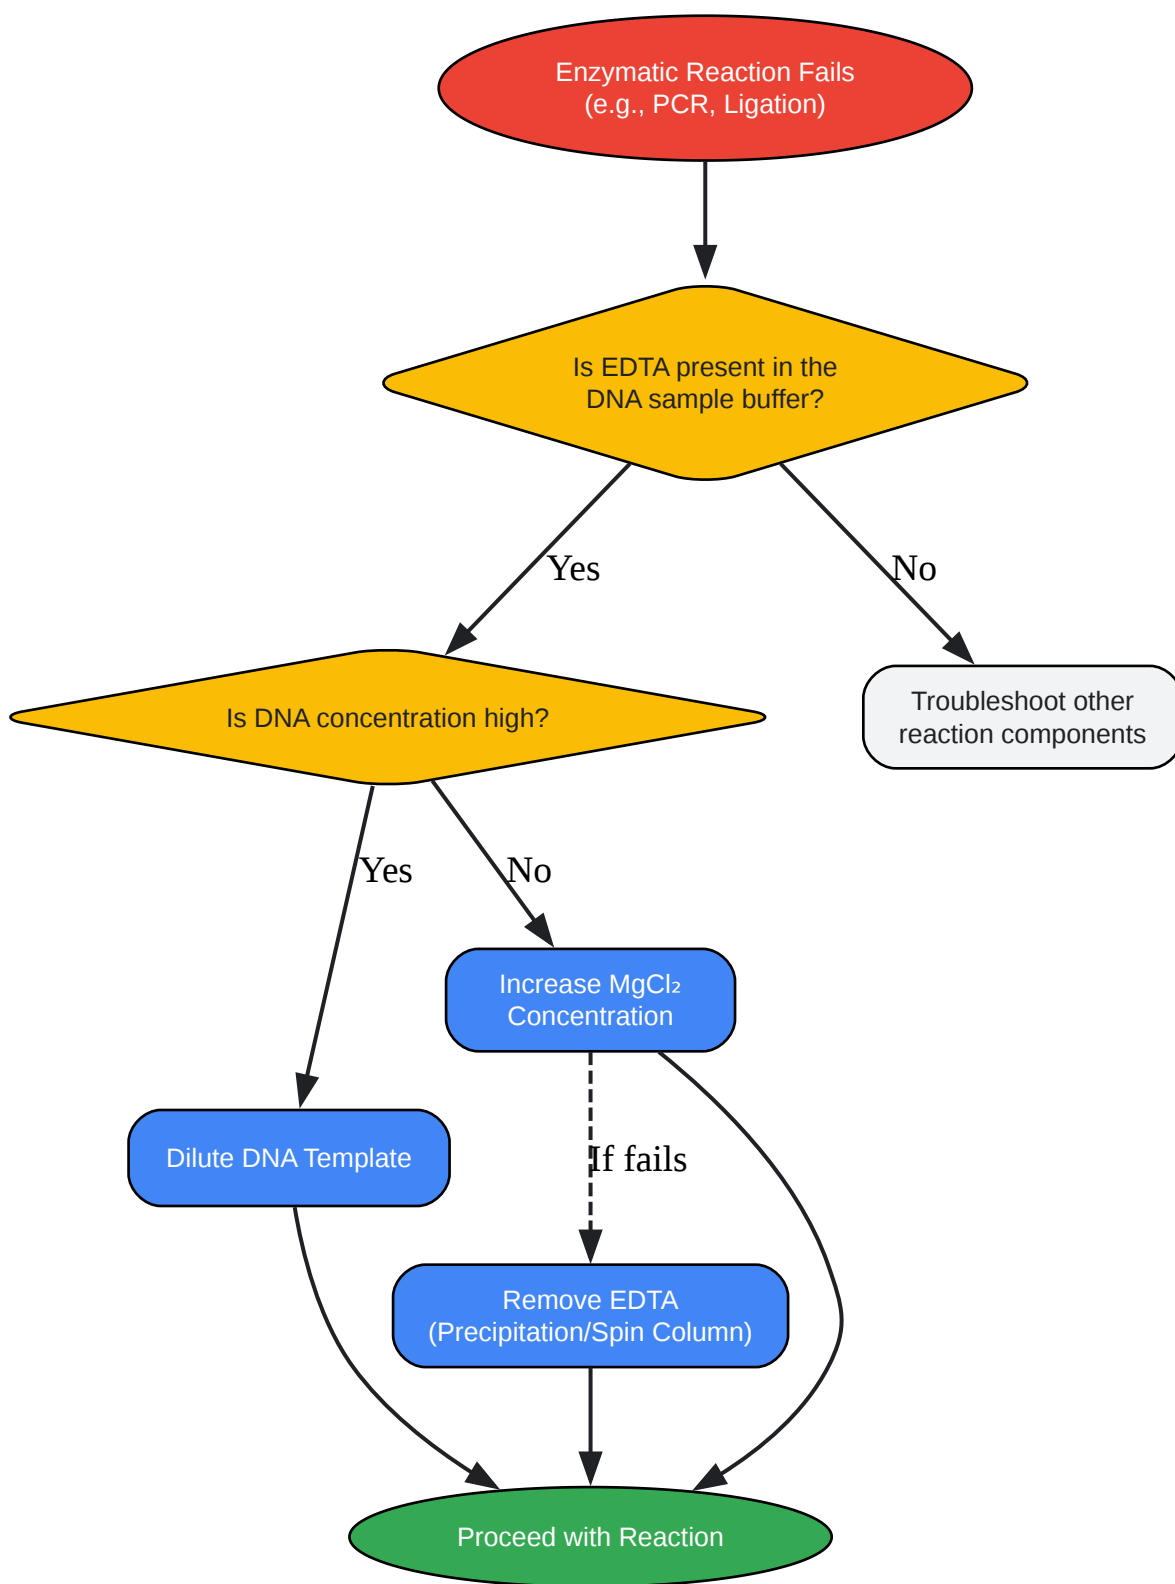 Enzymatic Reaction Fails
(e.g., PCR, Ligation)
Is EDTA present in the
DNA sample buffer?
Yes
No
Is DNA concentration high?
Troubleshoot other
reaction components
Yes
No
Increase MgCl₂
Concentration
Dilute DNA Template
If fails
Remove EDTA
(Precipitation/Spin Column)
Proceed with Reaction